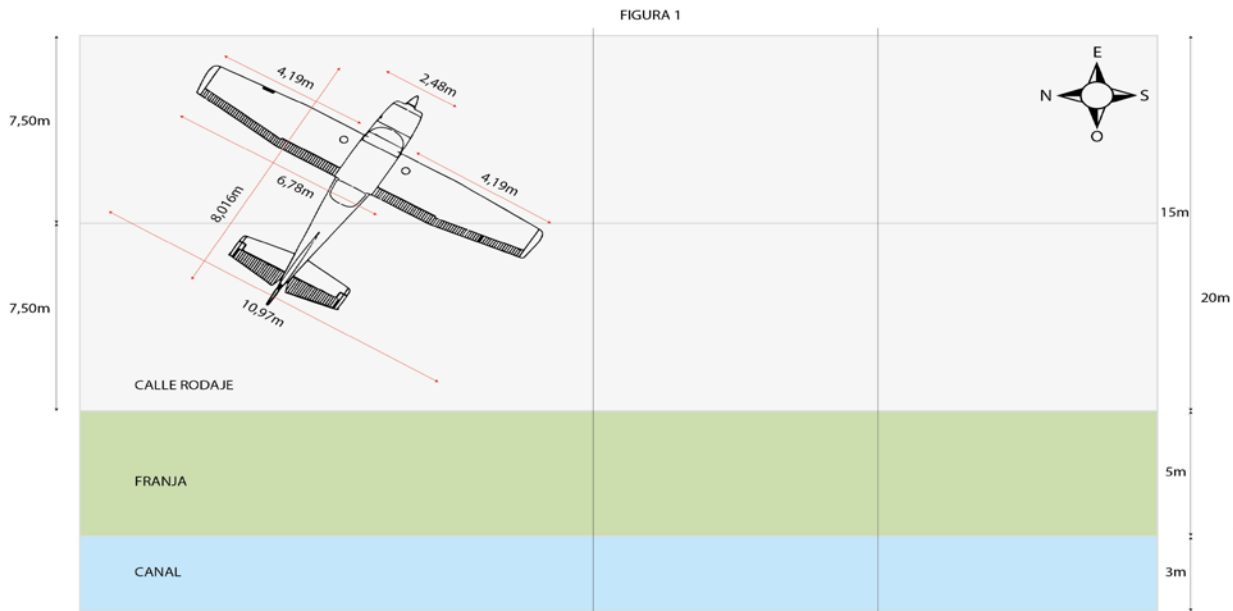 FIGURA 1
E
N
S
O
4,19m
2,48m
7,50m
4,19m
6,78m
8,016m
15m
10,97m
7,50m
20m
CALLE RODAJE
FRANJA
5m
CANAL
3m